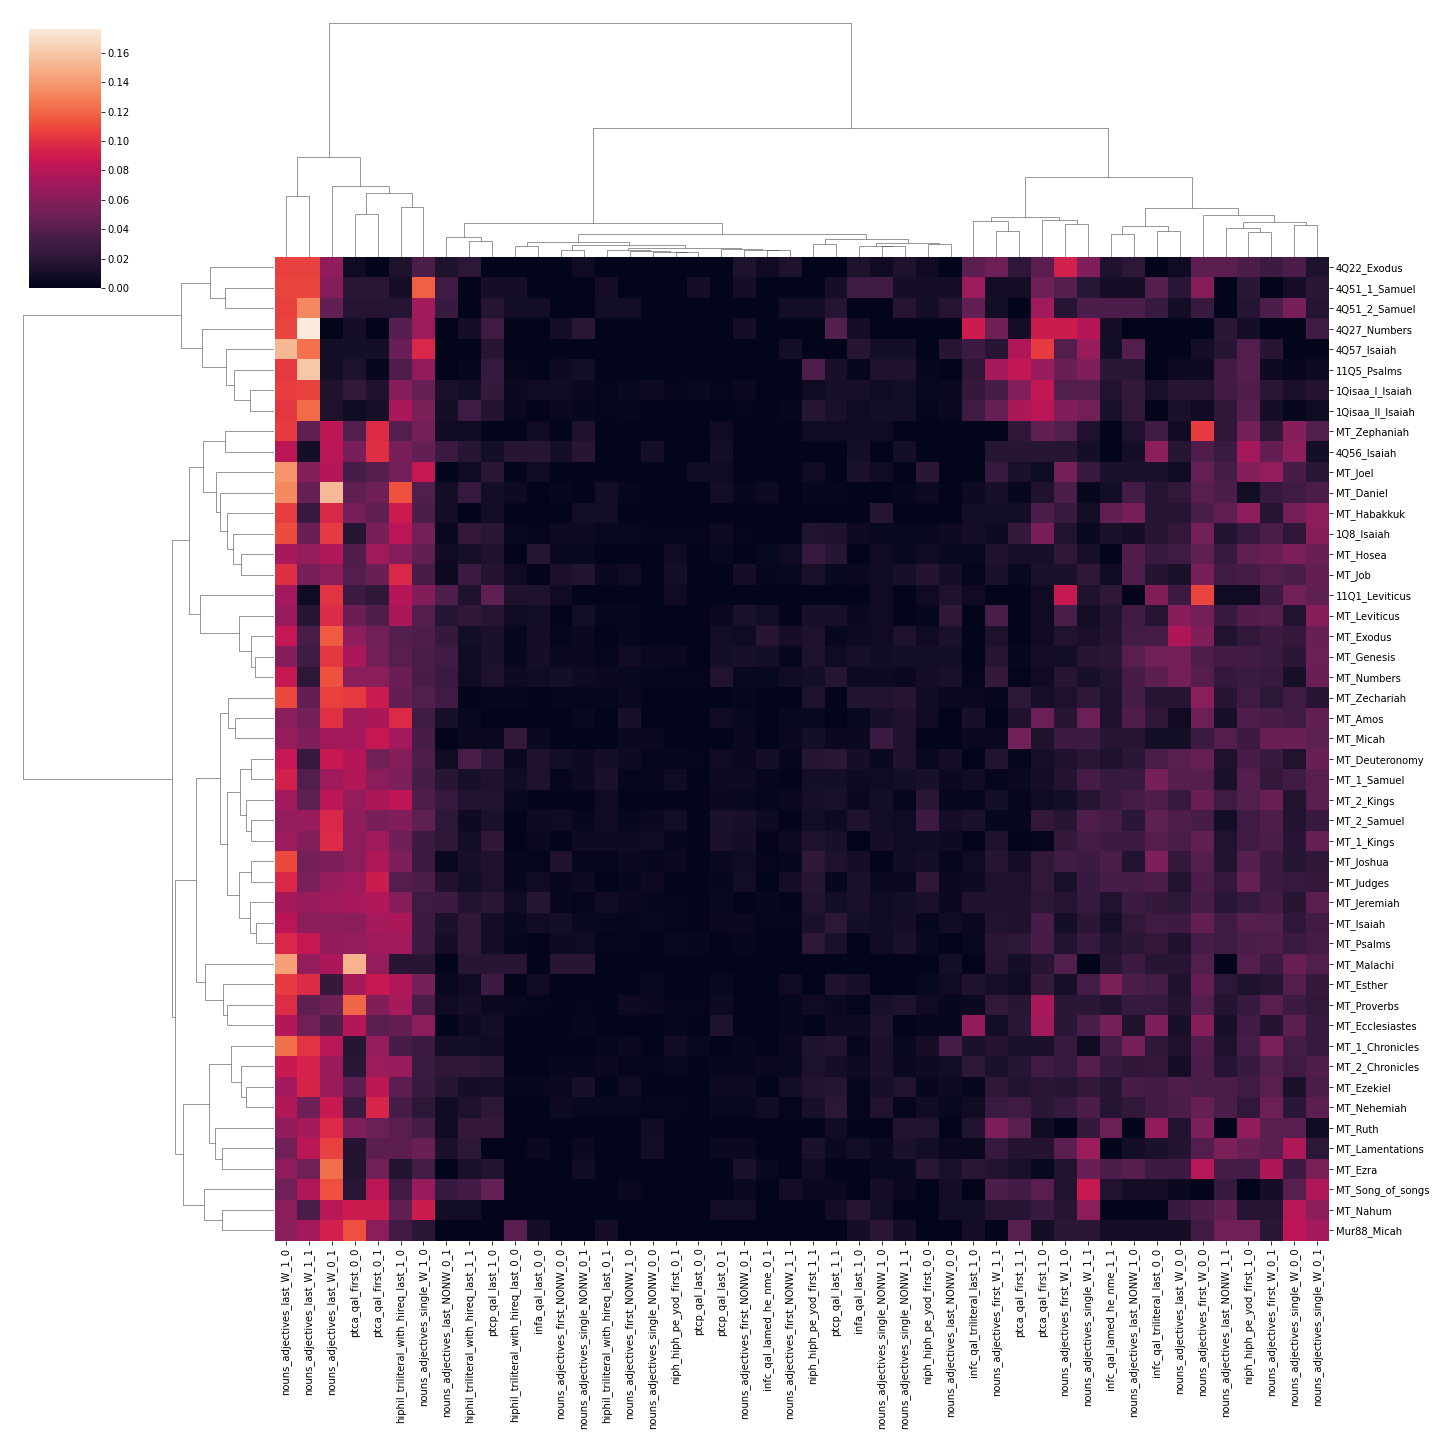 0.16
0.14
0.12
0.10
0.08
0.06
0.04
0.02
0.00
4Q22_Exodus
4Q51_1_Samuel
4Q51_2_Samuel
4Q27_Numbers
4Q57_Isaiah
11Q5_Psalms
1Qisaa_I_Isaiah
1Qisaa_II_Isaiah
MT_Zephaniah
4Q56_Isaiah
MT_Joel
MT_Daniel
MT_Habakkuk
1Q8_Isaiah
MT_Hosea
MT_Job
11Q1_Leviticus
MT_Leviticus
MT_Exodus
MT_Genesis
MT_Numbers
MT_Zechariah
MT_Amos
MT_Micah
MT_Deuteronomy
MT_1_Samuel
MT_2_Kings
MT_2_Samuel
MT_1_Kings
MT_Joshua
MT_Judges
MT_Jeremiah
MT_Isaiah
MT_Psalms
MT_Malachi
MT_Esther
MT_Proverbs
MT_Ecclesiastes
MT_1_Chronicles
MT_2_Chronicles
MT_Ezekiel
MT_Nehemiah
MT_Ruth
MT_Lamentations
MT_Ezra
MT_Song_of_songs
MT_Nahum
Mur88_Micah
nouns_adjectives_last_W_1_0
nouns_adjectives_last_W_1_1
nouns_adjectives_last_W_0_1
ptca_qal_first_0_0
ptca_qal_first_0_1
hiphil_triliteral_with_hireq_last_1_0
nouns_adjectives_single_W_1_0
nouns_adjectives_last_NONW_0_1
hiphil_triliteral_with_hireq_last_1_1
ptcp_qal_last_1_0
hiphil_triliteral_with_hireq_last_0_0
infa_qal_last_0_0
nouns_adjectives_first_NONW_0_0
nouns_adjectives_single_NONW_0_1
hiphil_triliteral_with_hireq_last_0_1
nouns_adjectives_first_NONW_1_0
nouns_adjectives_single_NONW_0_0
niph_hiph_pe_yod_first_0_1
ptcp_qal_last_0_0
ptcp_qal_last_0_1
nouns_adjectives_first_NONW_0_1
infc_qal_lamed_he_nme_0_1
nouns_adjectives_first_NONW_1_1
niph_hiph_pe_yod_first_1_1
ptcp_qal_last_1_1
infa_qal_last_1_0
nouns_adjectives_single_NONW_1_0
nouns_adjectives_single_NONW_1_1
niph_hiph_pe_yod_first_0_0
nouns_adjectives_last_NONW_0_0
infc_qal_triliteral_last_1_0
nouns_adjectives_first_W_1_1
ptca_qal_first_1_1
ptca_qal_first_1_0
nouns_adjectives_first_W_1_0
nouns_adjectives_single_W_1_1
infc_qal_lamed_he_nme_1_1
nouns_adjectives_last_NONW_1_0
infc_qal_triliteral_last_0_0
nouns_adjectives_last_W_0_0
nouns_adjectives_first_W_0_0
nouns_adjectives_last_NONW_1_1
niph_hiph_pe_yod_first_1_0
nouns_adjectives_first_W_0_1
nouns_adjectives_single_W_0_0
nouns_adjectives_single_W_0_1